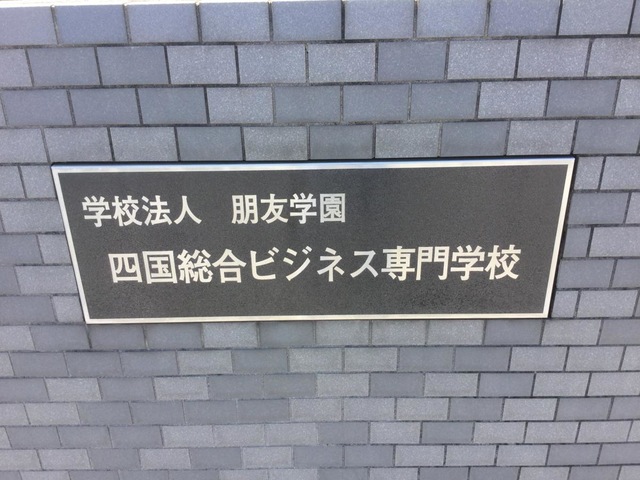 学校法人　朋友学園
四国総合ビジネス専門学校